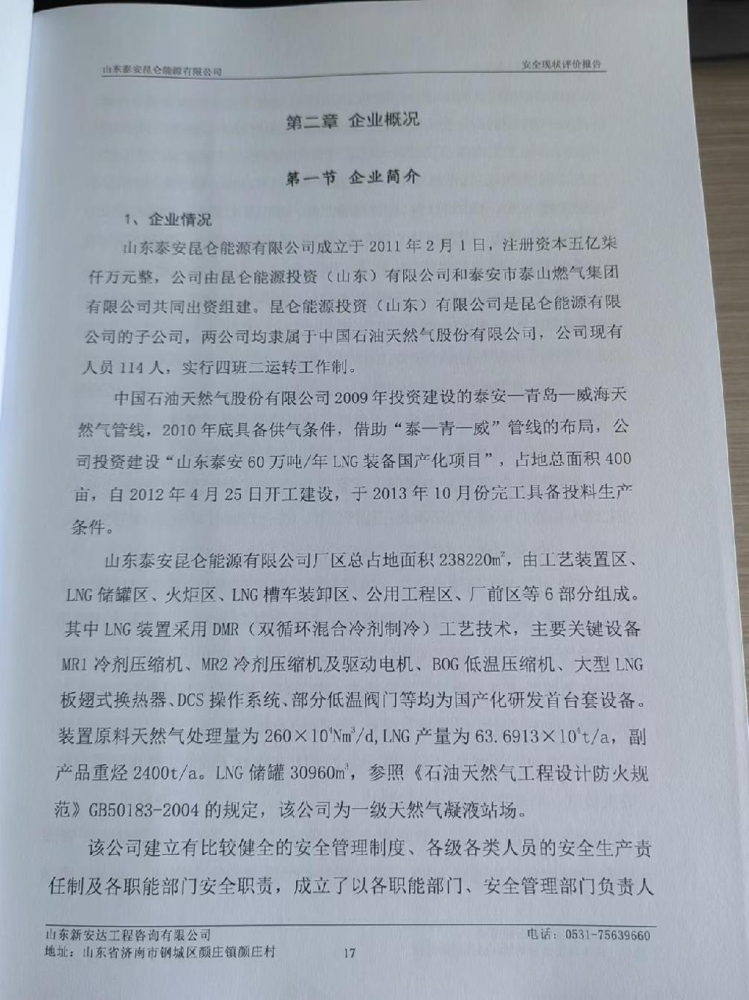 山东泰安昆仑能源有限公司
安全现状评价报告
第二章 企业概况
第一节 企业简介
1、企业情况
山东泰安昆仑能源有限公司成立于 2011 年 2 月 1 日，注册资本五亿柒
仟万元整，公司由昆仑能源投资（山东）有限公司和泰安市泰山燃气集团
有限公司共同出资组建。昆仑能源投资（山东）有限公司是昆仑能源有限
公司的子公司，两公司均隶属于中国石油天然气股份有限公司，公司现有
人员 114 人，实行四班二运转工作制。
中国石油天然气股份有限公司 2009 年投资建设的泰安—青岛—威海天
然气管线，2010 年底具备供气条件，借助“泰—青—威”管线的布局，公
司投资建设“山东泰安 60 万吨/年 LNG 装备国产化项目”，占地总面积 400
亩，自 2012 年 4 月 25 日开工建设，于 2013 年 10 月份完工具备投料生产
条件。
山东泰安昆仑能源有限公司厂区总占地面积 238220m²，由工艺装置区、
LNG 储罐区、火炬区、LNG 槽车装卸区、公用工程区、厂前区等 6 部分组成。
其中 LNG 装置采用 DMR（双循环混合冷剂制冷）工艺技术，主要关键设备
MR1 冷剂压缩机、MR2 冷剂压缩机及驱动电机、BOG 低温压缩机、大型 LNG
板翅式换热器、DCS 操作系统、部分低温阀门等均为国产化研发首台套设备。
装置原料天然气处理量为 260×10⁴Nm³/d,LNG 产量为 63.6913×10⁴t/a，副
产品重烃 2400t/a。LNG 储罐 30960m³，参照《石油天然气工程设计防火规
范》GB50183-2004 的规定，该公司为一级天然气凝液站场。
该公司建立有比较健全的安全管理制度、各级各类人员的安全生产责
任制及各职能部门安全职责，成立了以各职能部门、安全管理部门负责人
山东新安达工程咨询有限公司
电话：0531-75639660
地址：山东省济南市钢城区颜庄镇颜庄村
17